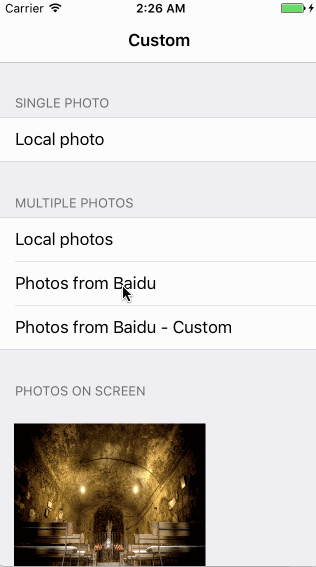 Carrier 2:26 AM
Custom
SINGLE PHOTO
Local photo
MULTIPLE PHOTOS
Local photos
Photos from Baidu
Photos from Baidu - Custom
PHOTOS ON SCREEN